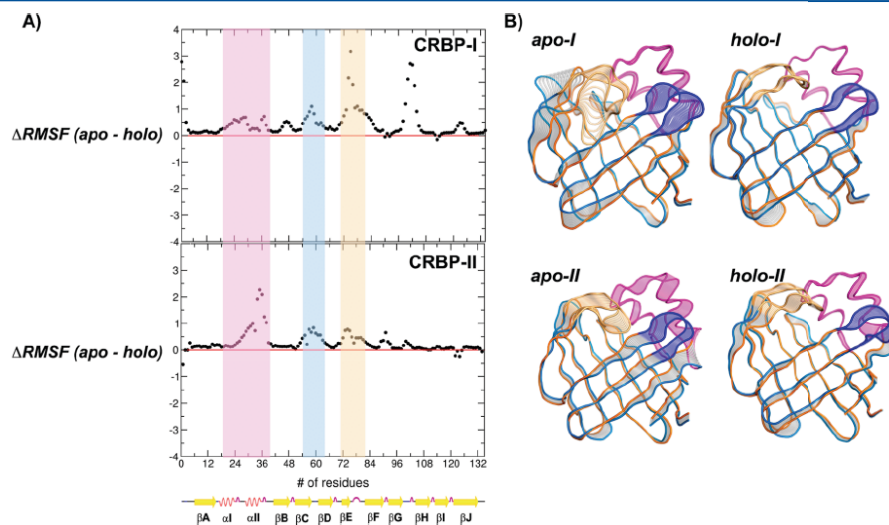 A)
B)
CRBP-I
4
3
2
1
0
-1
-2
-3
-4
ΔRMSF (apo - holo)
CRBP-II
3
2
1
0
-1
-2
-3
-4
ΔRMSF (apo - holo)
0 12 24 36 48 60 72 84 96 108 120 132
# of residues
βA αI αII βB βC βD βE βF βG βH βI βJ
apo-I
holo-I
apo-II
holo-II